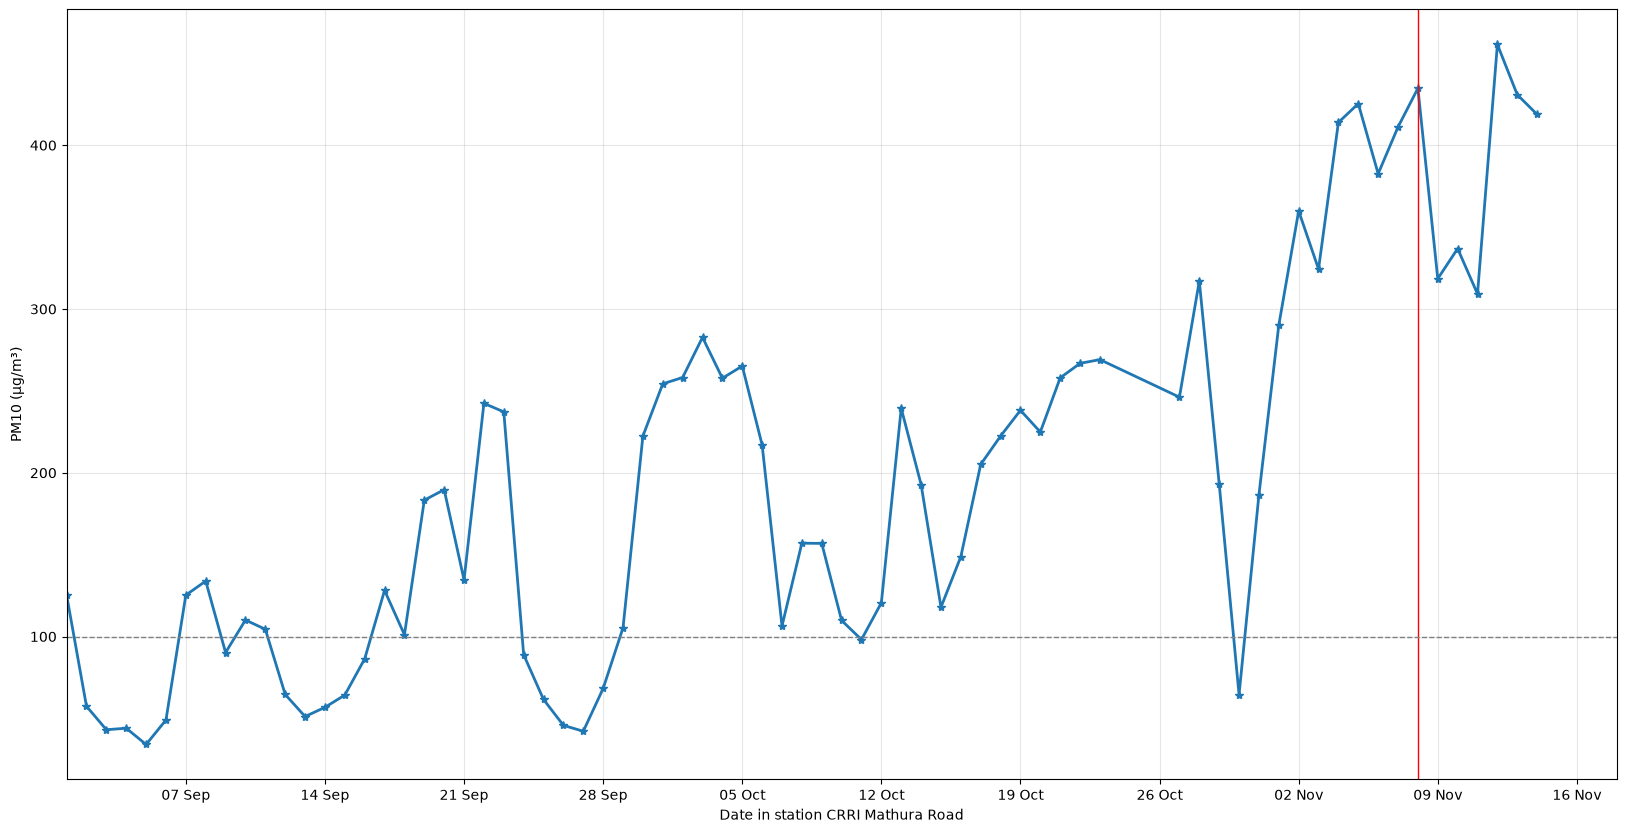 PM10 (µg/m³)
400
300
200
100
07 Sep
14 Sep
21 Sep
28 Sep
05 Oct
12 Oct
19 Oct
26 Oct
02 Nov
09 Nov
16 Nov
Date in station CRRI Mathura Road